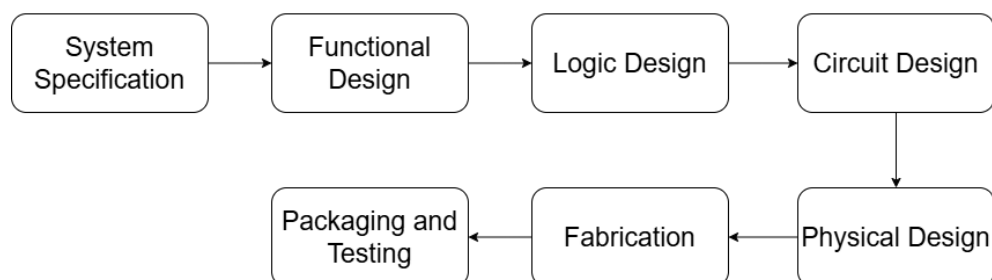 System
Specification
Functional
Design
Logic Design
Circuit Design
Physical Design
Fabrication
Packaging and
Testing